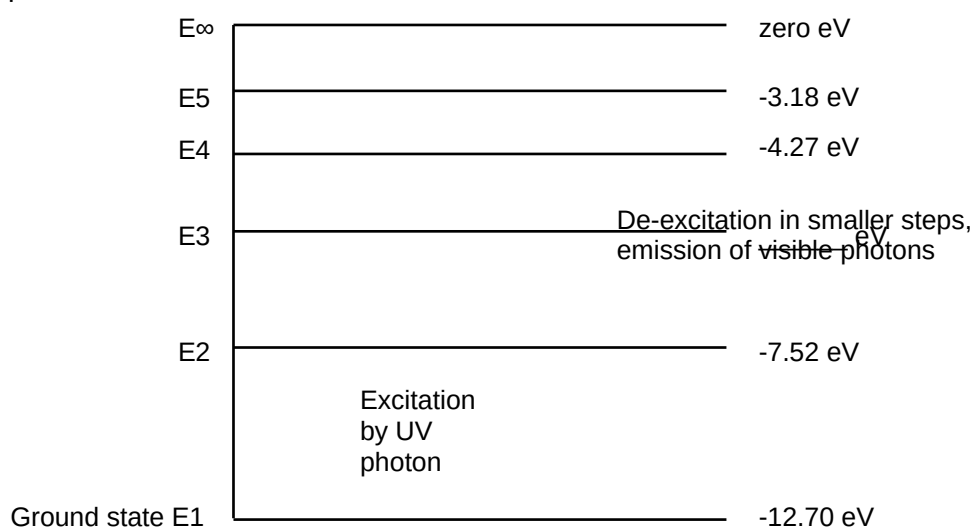 E∞ zero eV
E5 -3.18 eV
E4 -4.27 eV
De-excitation in smaller steps,
E3 ______ eV
emission of visible photons
E2 -7.52 eV
Excitation
by UV
photon
Ground state E1 -12.70 eV